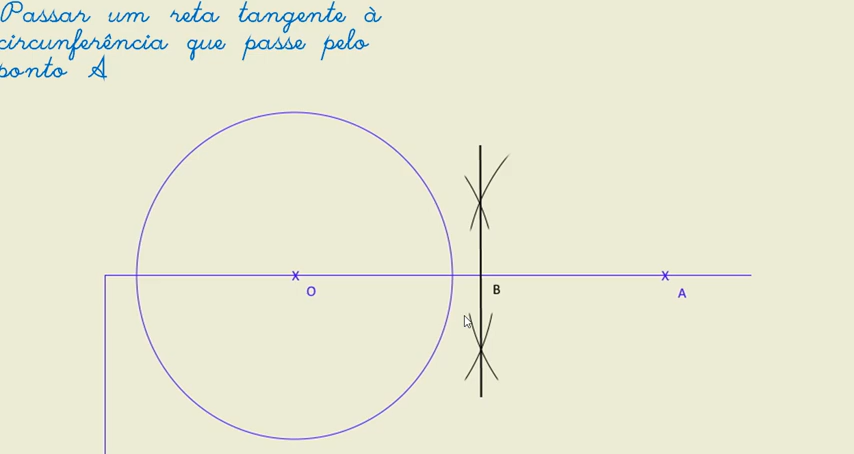 Passar um reta tangente à
circunferência que passe pelo
ponto A
O
B
A